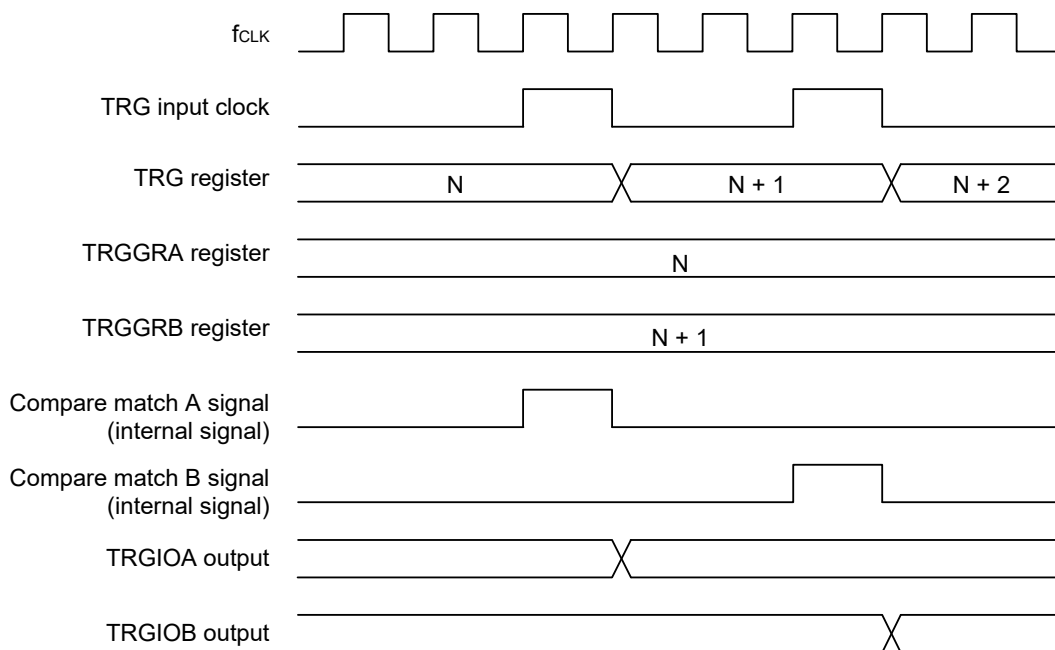 fCLK
TRG input clock
TRG register
N
N + 1
N + 2
TRGGRA register
N
TRGGRB register
N + 1
Compare match A signal
(internal signal)
Compare match B signal
(internal signal)
TRGIOA output
TRGIOB output